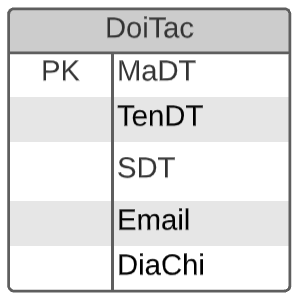 DoiTac
PK MaDT
TenDT
SDT
Email
DiaChi